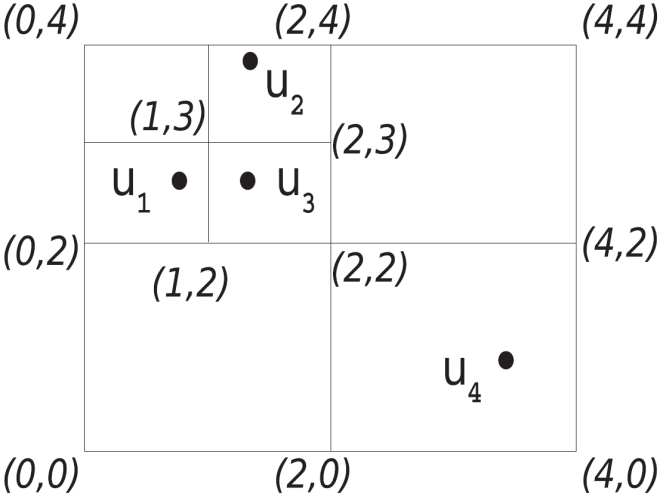 (0,4) (2,4) (4,4)
u2
(1,3)
(2,3)
u1 u3
(0,2) (4,2)
(1,2) (2,2)
u4
(0,0) (2,0) (4,0)